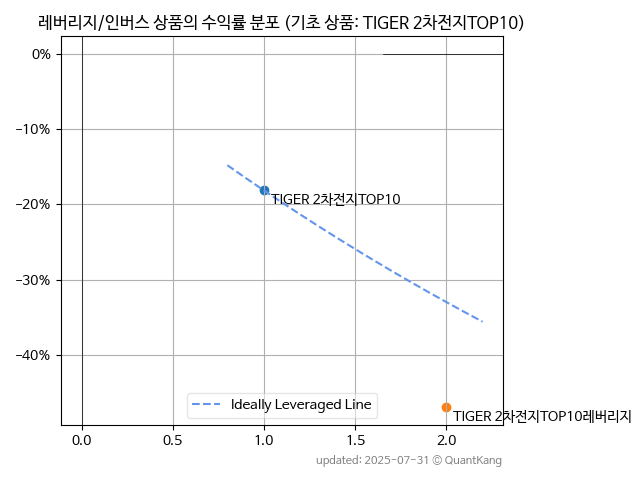 레버리지/인버스 상품의 수익률 분포 (기초 상품: TIGER 2차전지TOP10)
0%
−10%
TIGER 2차전지TOP10
−20%
−30%
−40%
Ideally Leveraged Line
TIGER 2차전지TOP10레버리지
0.0 0.5 1.0 1.5 2.0
updated: 2025-07-31 © QuantKang